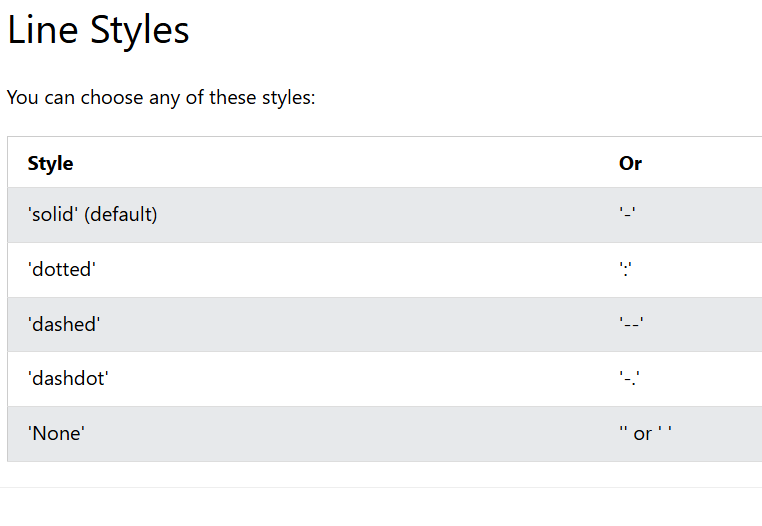 Line Styles
You can choose any of these styles:
Style Or
'solid' (default) '-'
'dotted' ':'
'dashed' '--'
'dashdot' '-.'
'None' '' or ' '